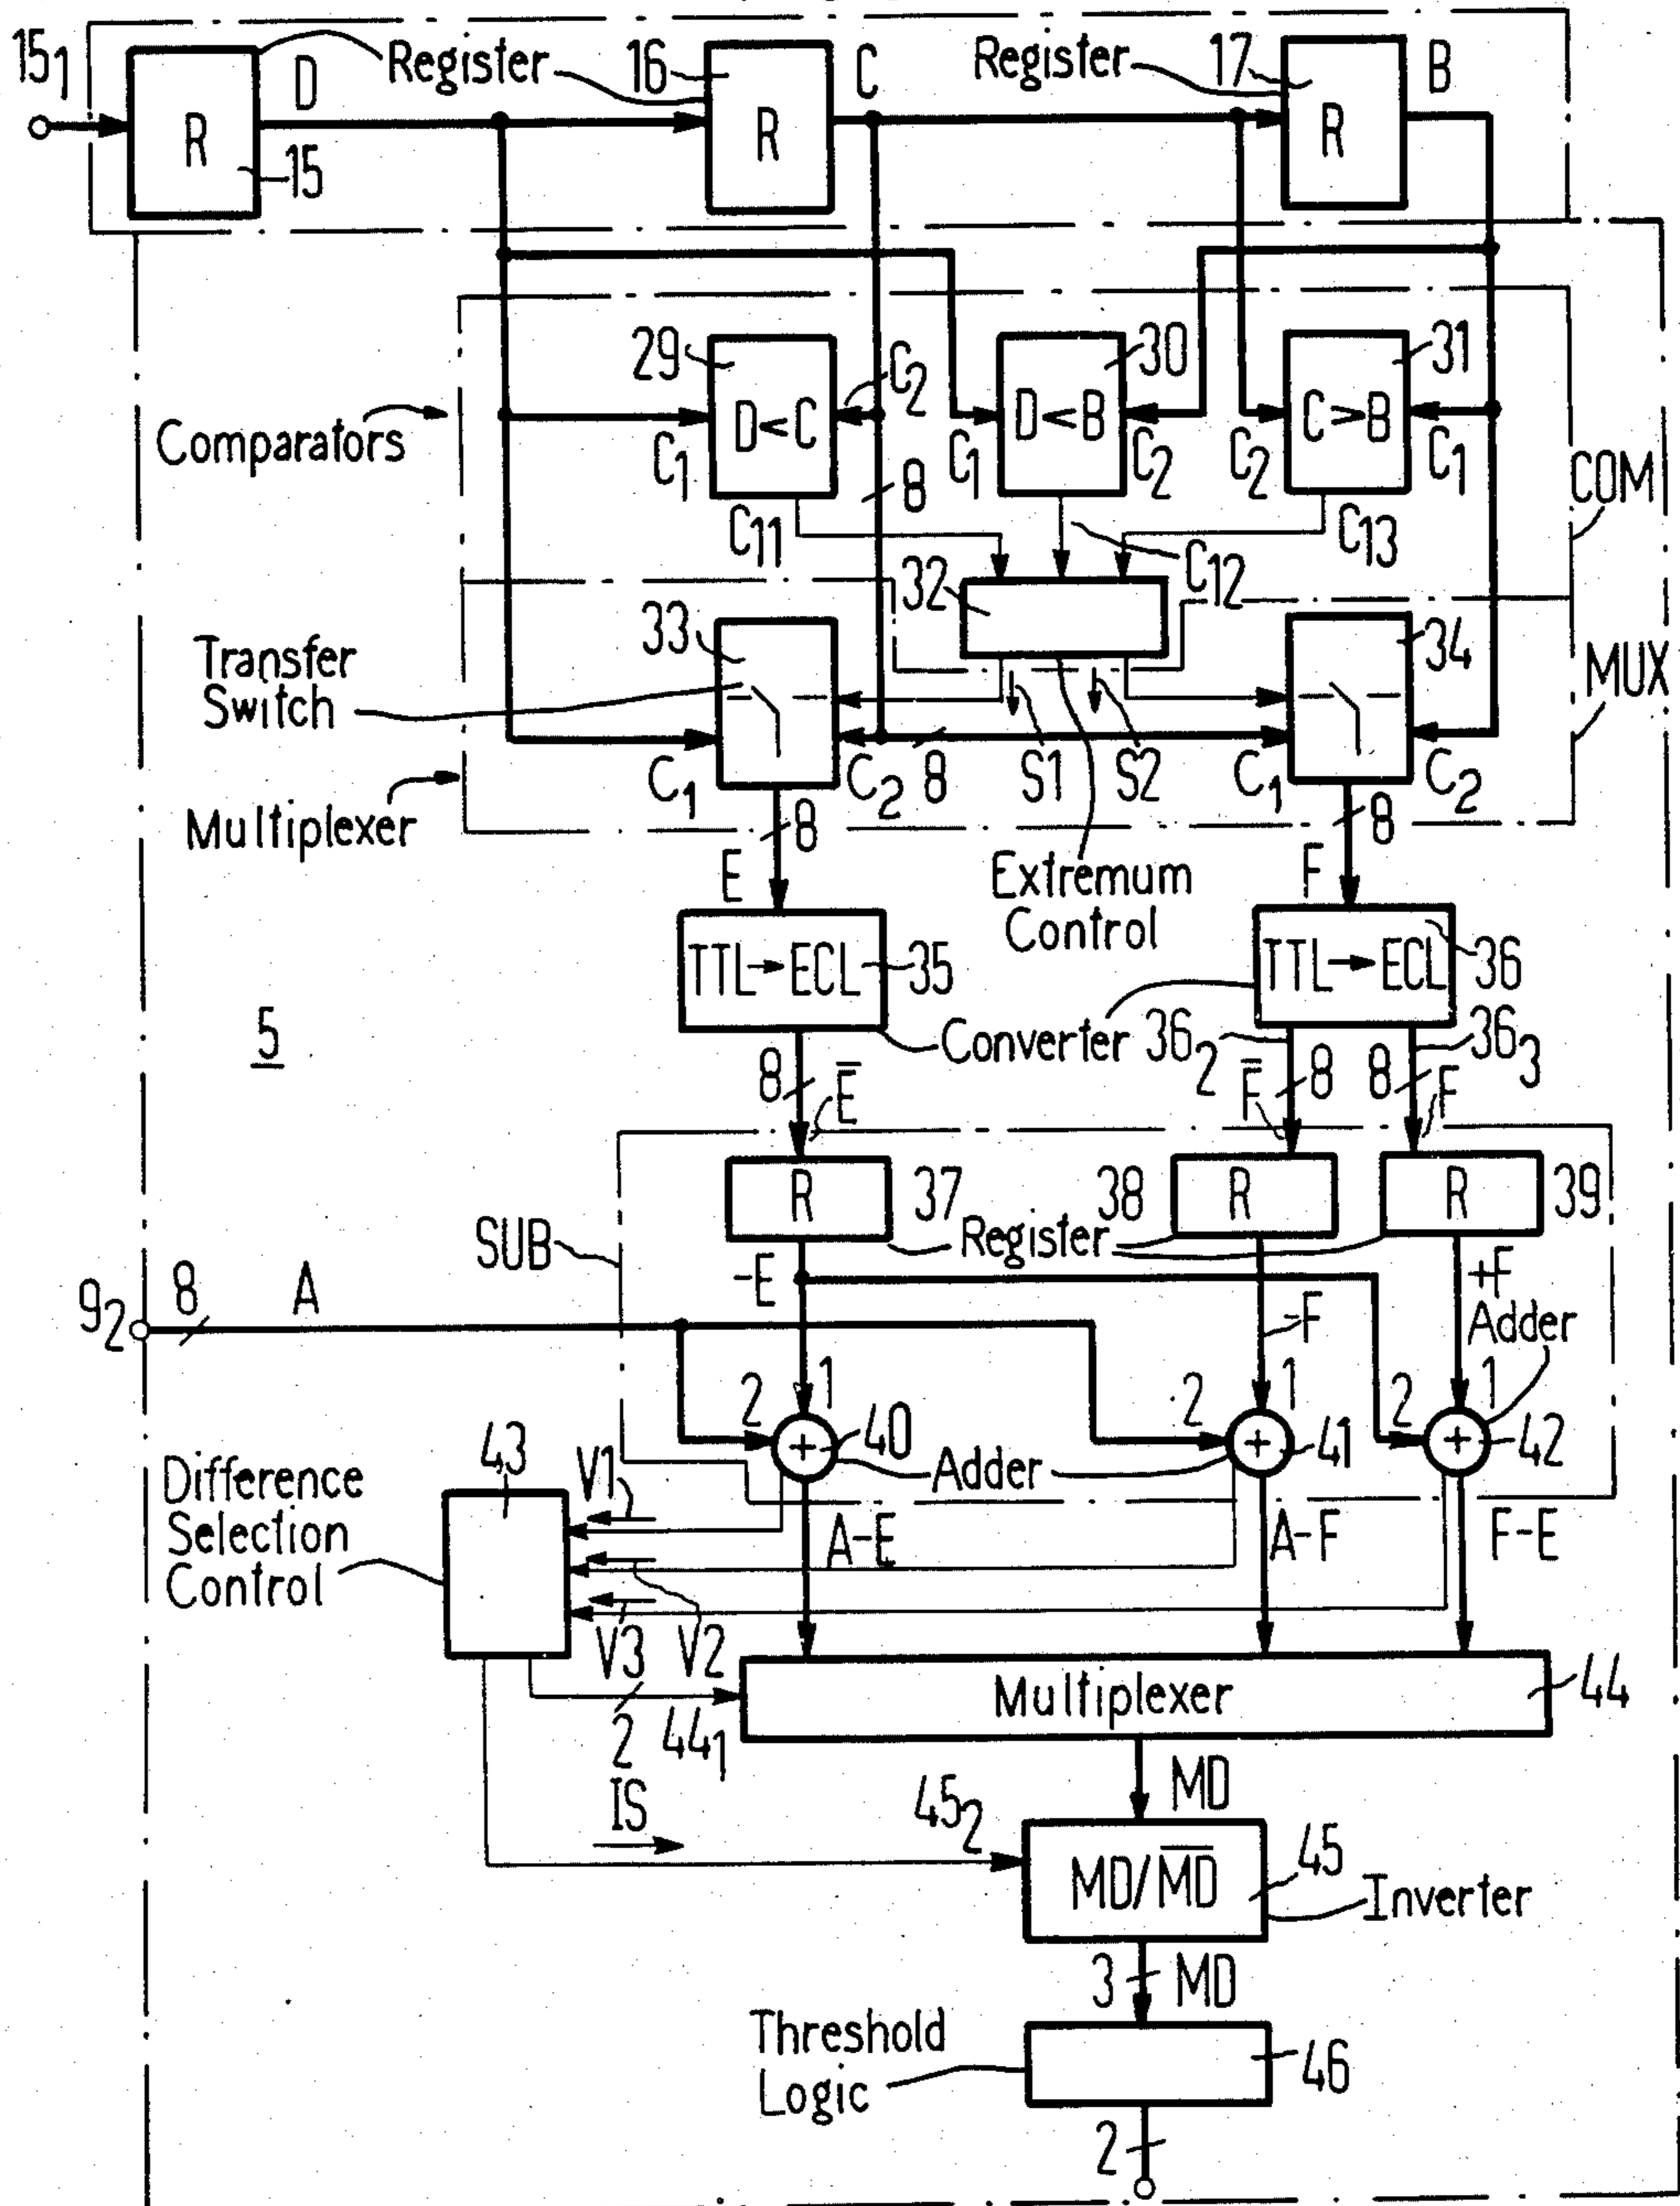 15₁
D
Register
16
C
Register
17
B
R
15
R
R
29
D<C
C₂
30
D<B
31
C>B
Comparators
C₁
8
C₁
C₂
C₂
C₁
COM
C₁₁
C₁₂
C₁₃
32
33
34
Transfer
Switch
MUX
C₁
C₂
8
S1
S2
C₁
C₂
Multiplexer
8
8
E
F
Extremum
Control
TTL→ECL
35
TTL→ECL
36
5
Converter
36₂
36₃
8
E̅
F̅
8
8
F
R
37
38
R
R
39
SUB
Register
-E
-F
+F
Adder
9₂
8
A
2
1
2
1
2
1
+
40
+
41
+
42
Adder
Difference
Selection
Control
43
V1
A-E
A-F
F-E
V3
V2
Multiplexer
44
2
44₁
IS
MD
45₂
MD/M̅D̅
45
Inverter
3
MD
Threshold
Logic
46
2